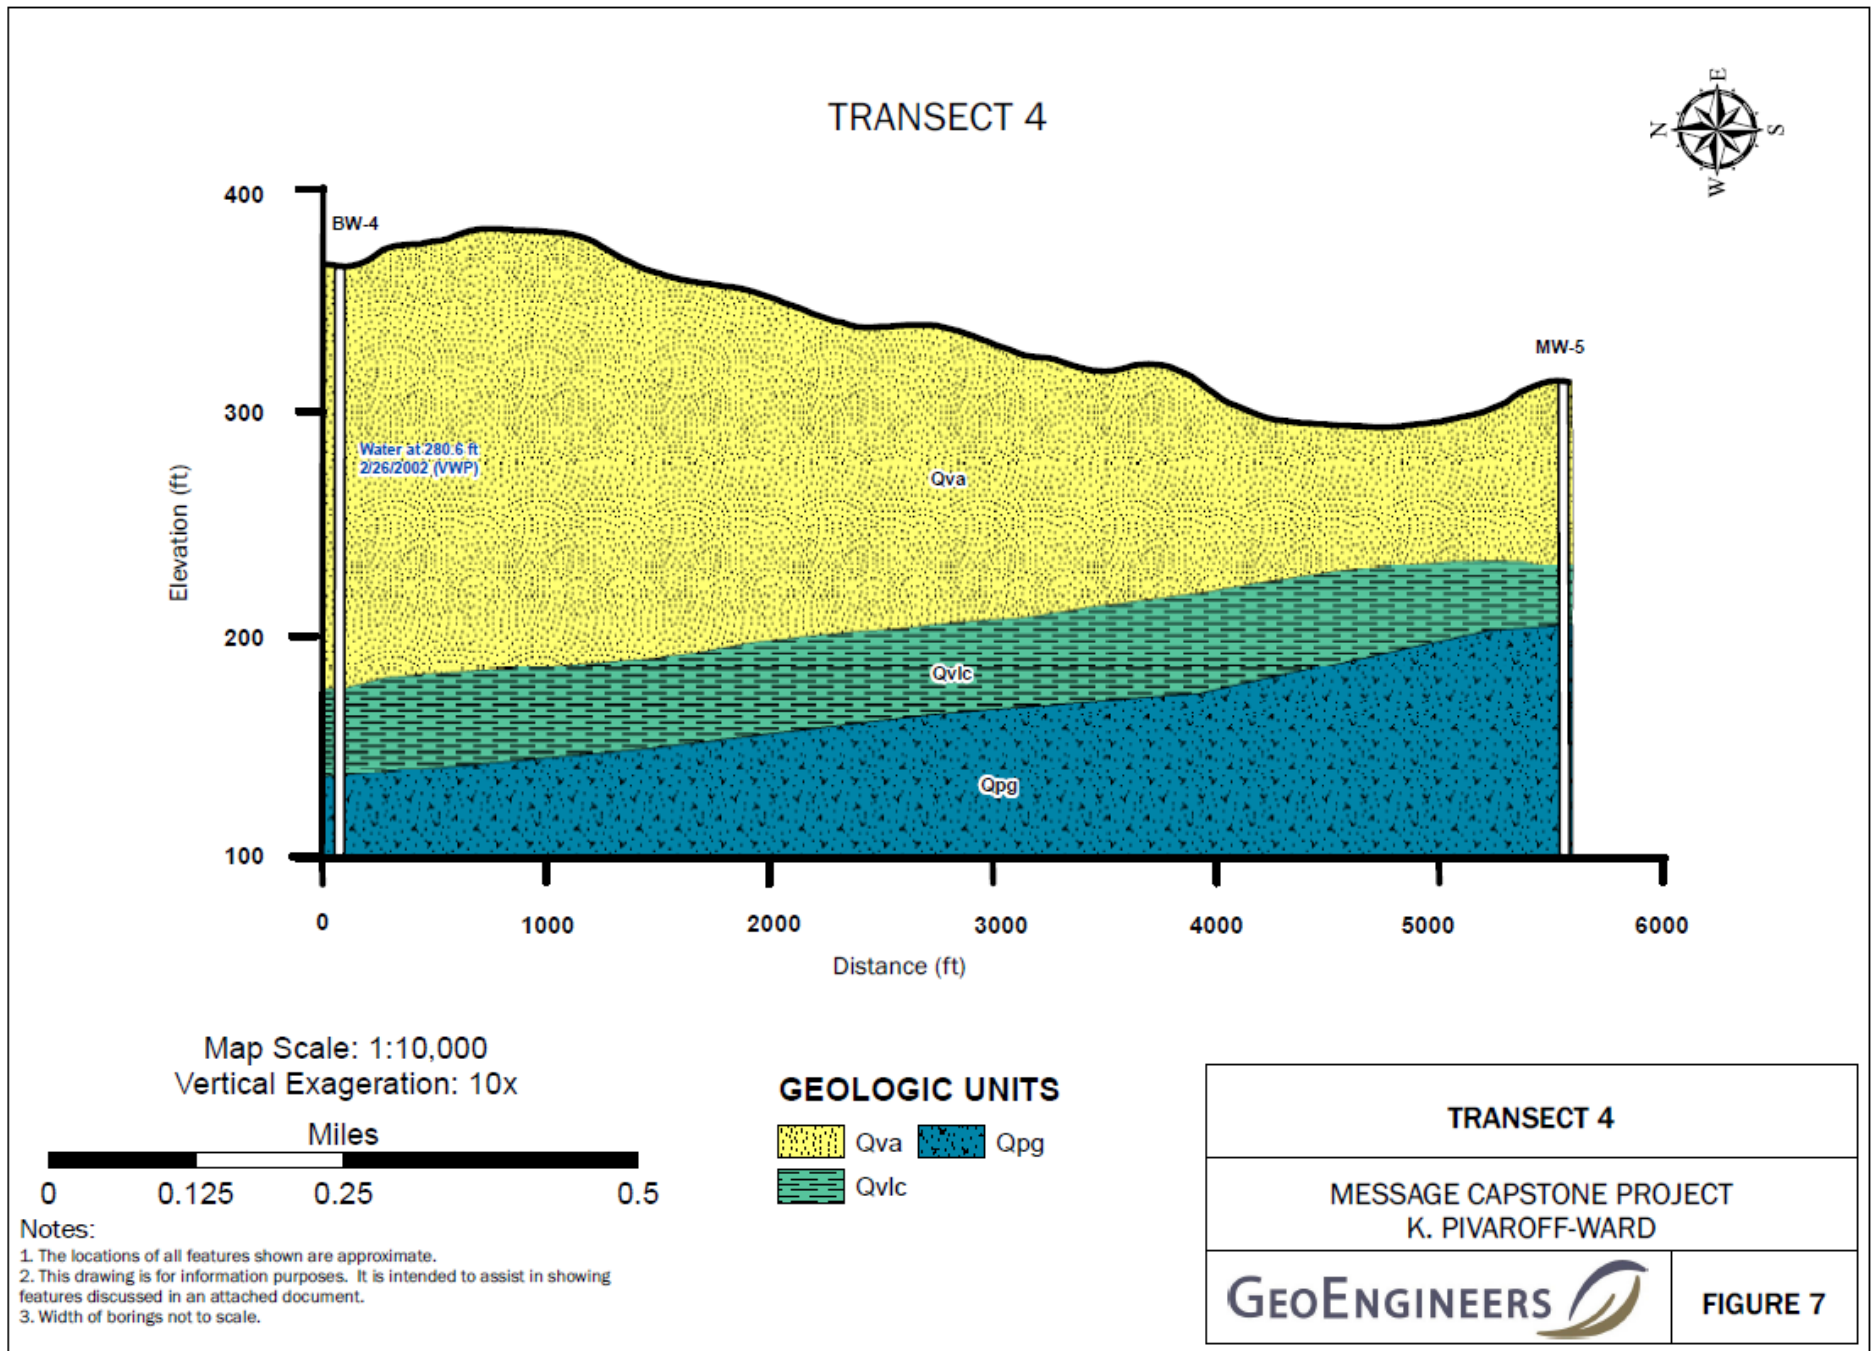 TRANSECT 4
N
E
S
W
400
300
200
100
Elevation (ft)
BW-4
MW-5
Water at 280.6 ft
2/26/2002 (VWP)
Qva
Qvlc
Qpg
0 1000 2000 3000 4000 5000 6000
Distance (ft)
Map Scale: 1:10,000
Vertical Exageration: 10x
Miles
0 0.125 0.25 0.5
Notes:
1. The locations of all features shown are approximate.
2. This drawing is for information purposes. It is intended to assist in showing
features discussed in an attached document.
3. Width of borings not to scale.
GEOLOGIC UNITS
Qva Qpg
Qvlc
TRANSECT 4
MESSAGE CAPSTONE PROJECT
K. PIVAROFF-WARD
GEOENGINEERS
FIGURE 7